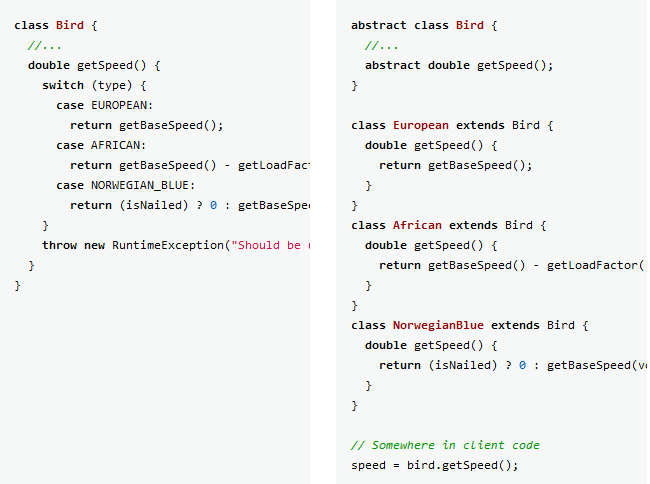 class Bird {
//...
double getSpeed() {
switch (type) {
case EUROPEAN:
return getBaseSpeed();
case AFRICAN:
return getBaseSpeed() - getLoadFact
case NORWEGIAN_BLUE:
return (isNailed) ? 0 : getBaseSpee
}
throw new RuntimeException("Should be
}
}
abstract class Bird {
//...
abstract double getSpeed();
}
class European extends Bird {
double getSpeed() {
return getBaseSpeed();
}
}
class African extends Bird {
double getSpeed() {
return getBaseSpeed() - getLoadFactor(
}
}
class NorwegianBlue extends Bird {
double getSpeed() {
return (isNailed) ? 0 : getBaseSpeed(v
}
}
// Somewhere in client code
speed = bird.getSpeed();